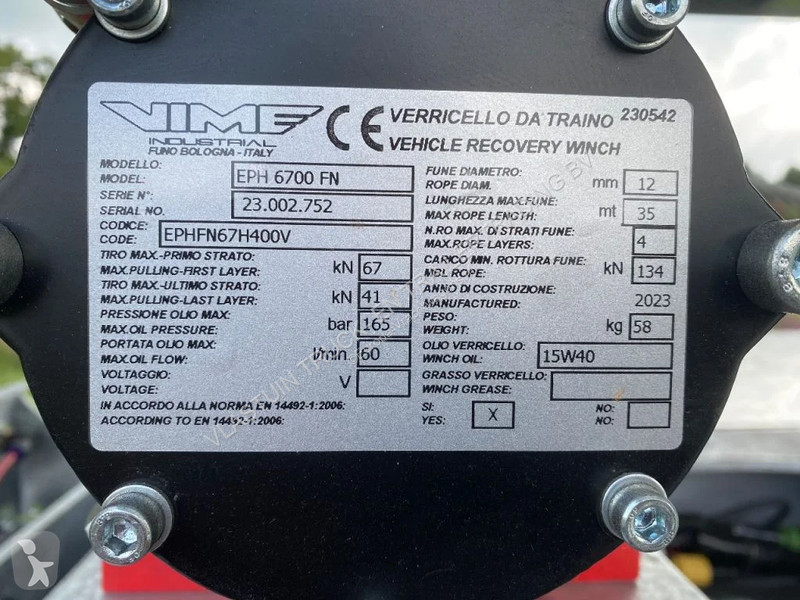 VIME
INDUSTRIAL
FUNO BOLOGNA - ITALY
CE
VERRICELLO DA TRAINO 230542
VEHICLE RECOVERY WINCH
MODELLO:
MODEL: EPH 6700 FN
SERIE N°:
SERIAL NO. 23.002.752
CODICE:
CODE: EPHFN67H400V
TIRO MAX.-PRIMO STRATO:
MAX.PULLING-FIRST LAYER: kN 67
TIRO MAX.-ULTIMO STRATO:
MAX.PULLING-LAST LAYER: kN 41
PRESSIONE OLIO MAX:
MAX.OIL PRESSURE: bar 165
PORTATA OLIO MAX:
MAX.OIL FLOW: l/min. 60
VOLTAGGIO:
VOLTAGE: V
IN ACCORDO ALLA NORMA EN 14492-1:2006:
ACCORDING TO EN 14492-1:2006:
FUNE DIAMETRO:
ROPE DIAM. mm 12
LUNGHEZZA MAX.FUNE:
MAX ROPE LENGTH: mt 35
N.RO MAX. DI STRATI FUNE:
MAX.ROPE LAYERS: 4
CARICO MIN. ROTTURA FUNE:
MBL ROPE: kN 134
ANNO DI COSTRUZIONE:
MANUFACTURED: 2023
PESO:
WEIGHT: kg 58
OLIO VERRICELLO:
WINCH OIL: 15W40
GRASSO VERRICELLO:
WINCH GREASE:
SI: NO:
YES: X NO: